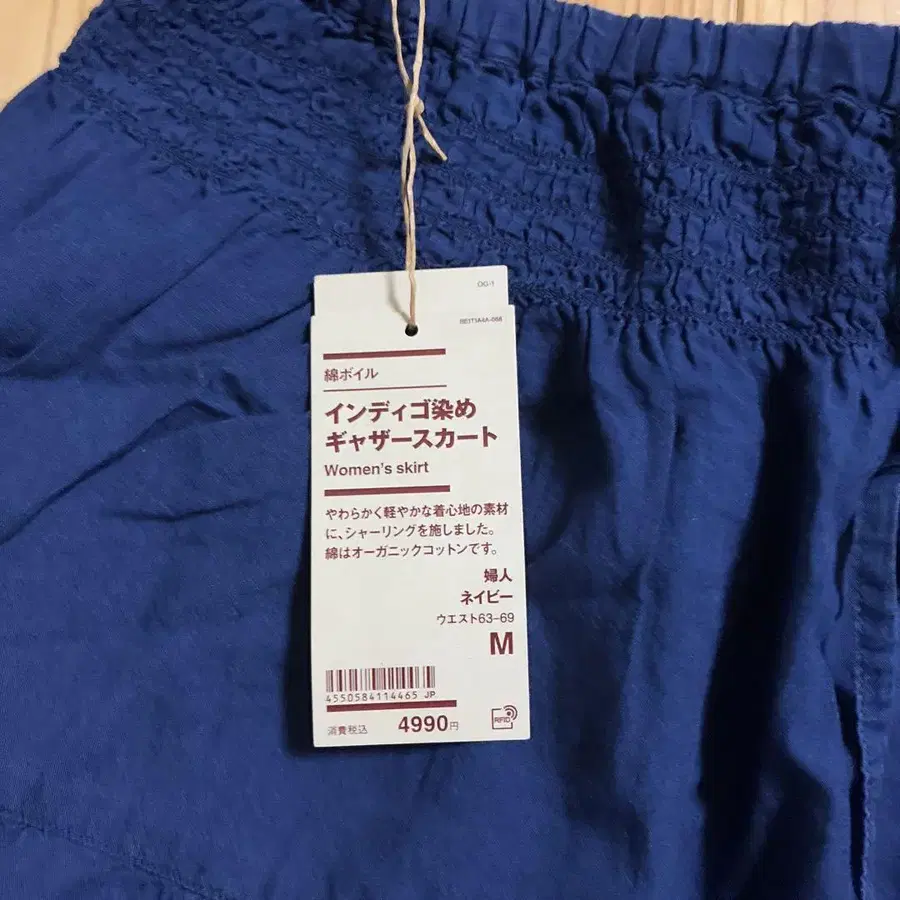 OG-1
綿ボイル
インディゴ染め
ギャザースカート
Women's skirt
やわらかく軽やかな着心地の素材
に、シャーリングを施しました。
綿はオーガニックコットンです。
婦人
ネイビー
ウエスト63-69
M
4550584114465 JP
消費税込 4990円
RFID